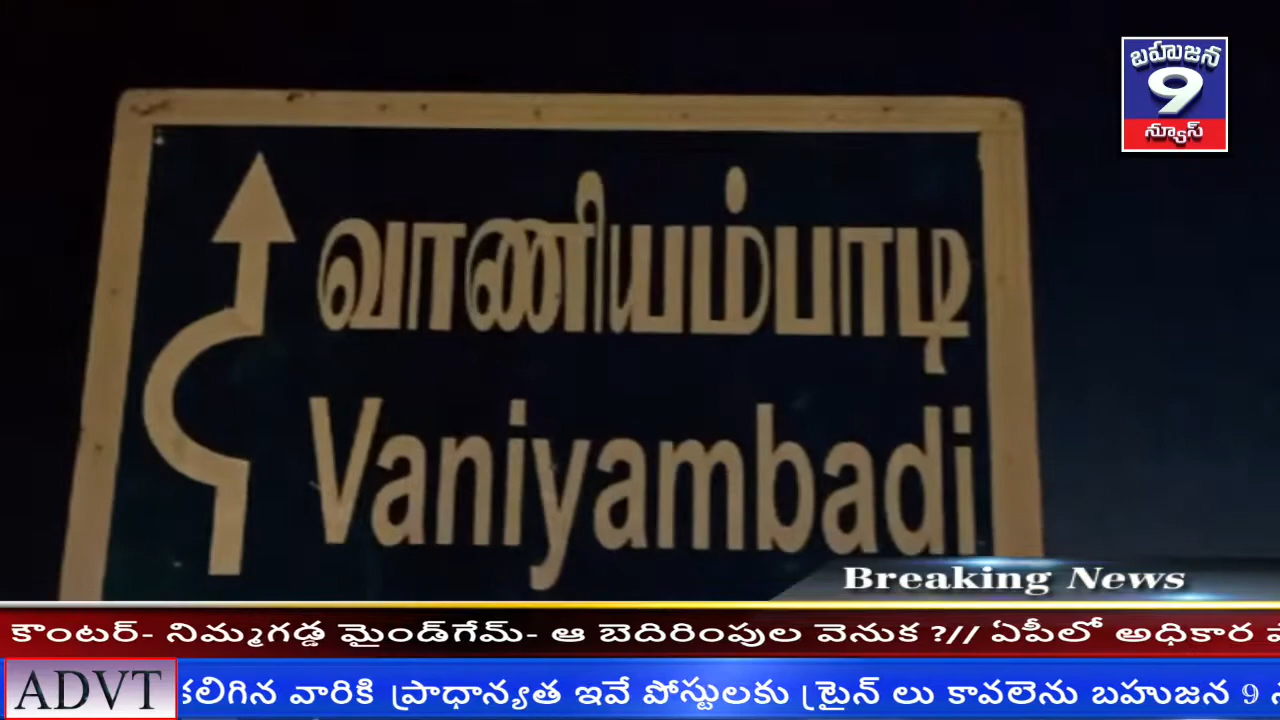 బహుజన
9
న్యూస్
வாணியம்பாடி
Vaniyambadi
Breaking News
కౌంటర్- నిమ్మగడ్డ మైండ్‌గేమ్- ఆ బెదిరింపుల వెనుక ?// ఏపీలో అధికార
ADVT కలిగిన వారికి ప్రాధాన్యత ఇవే పోస్టులకు ట్రైన్ లు కావలెను బహుజన 9